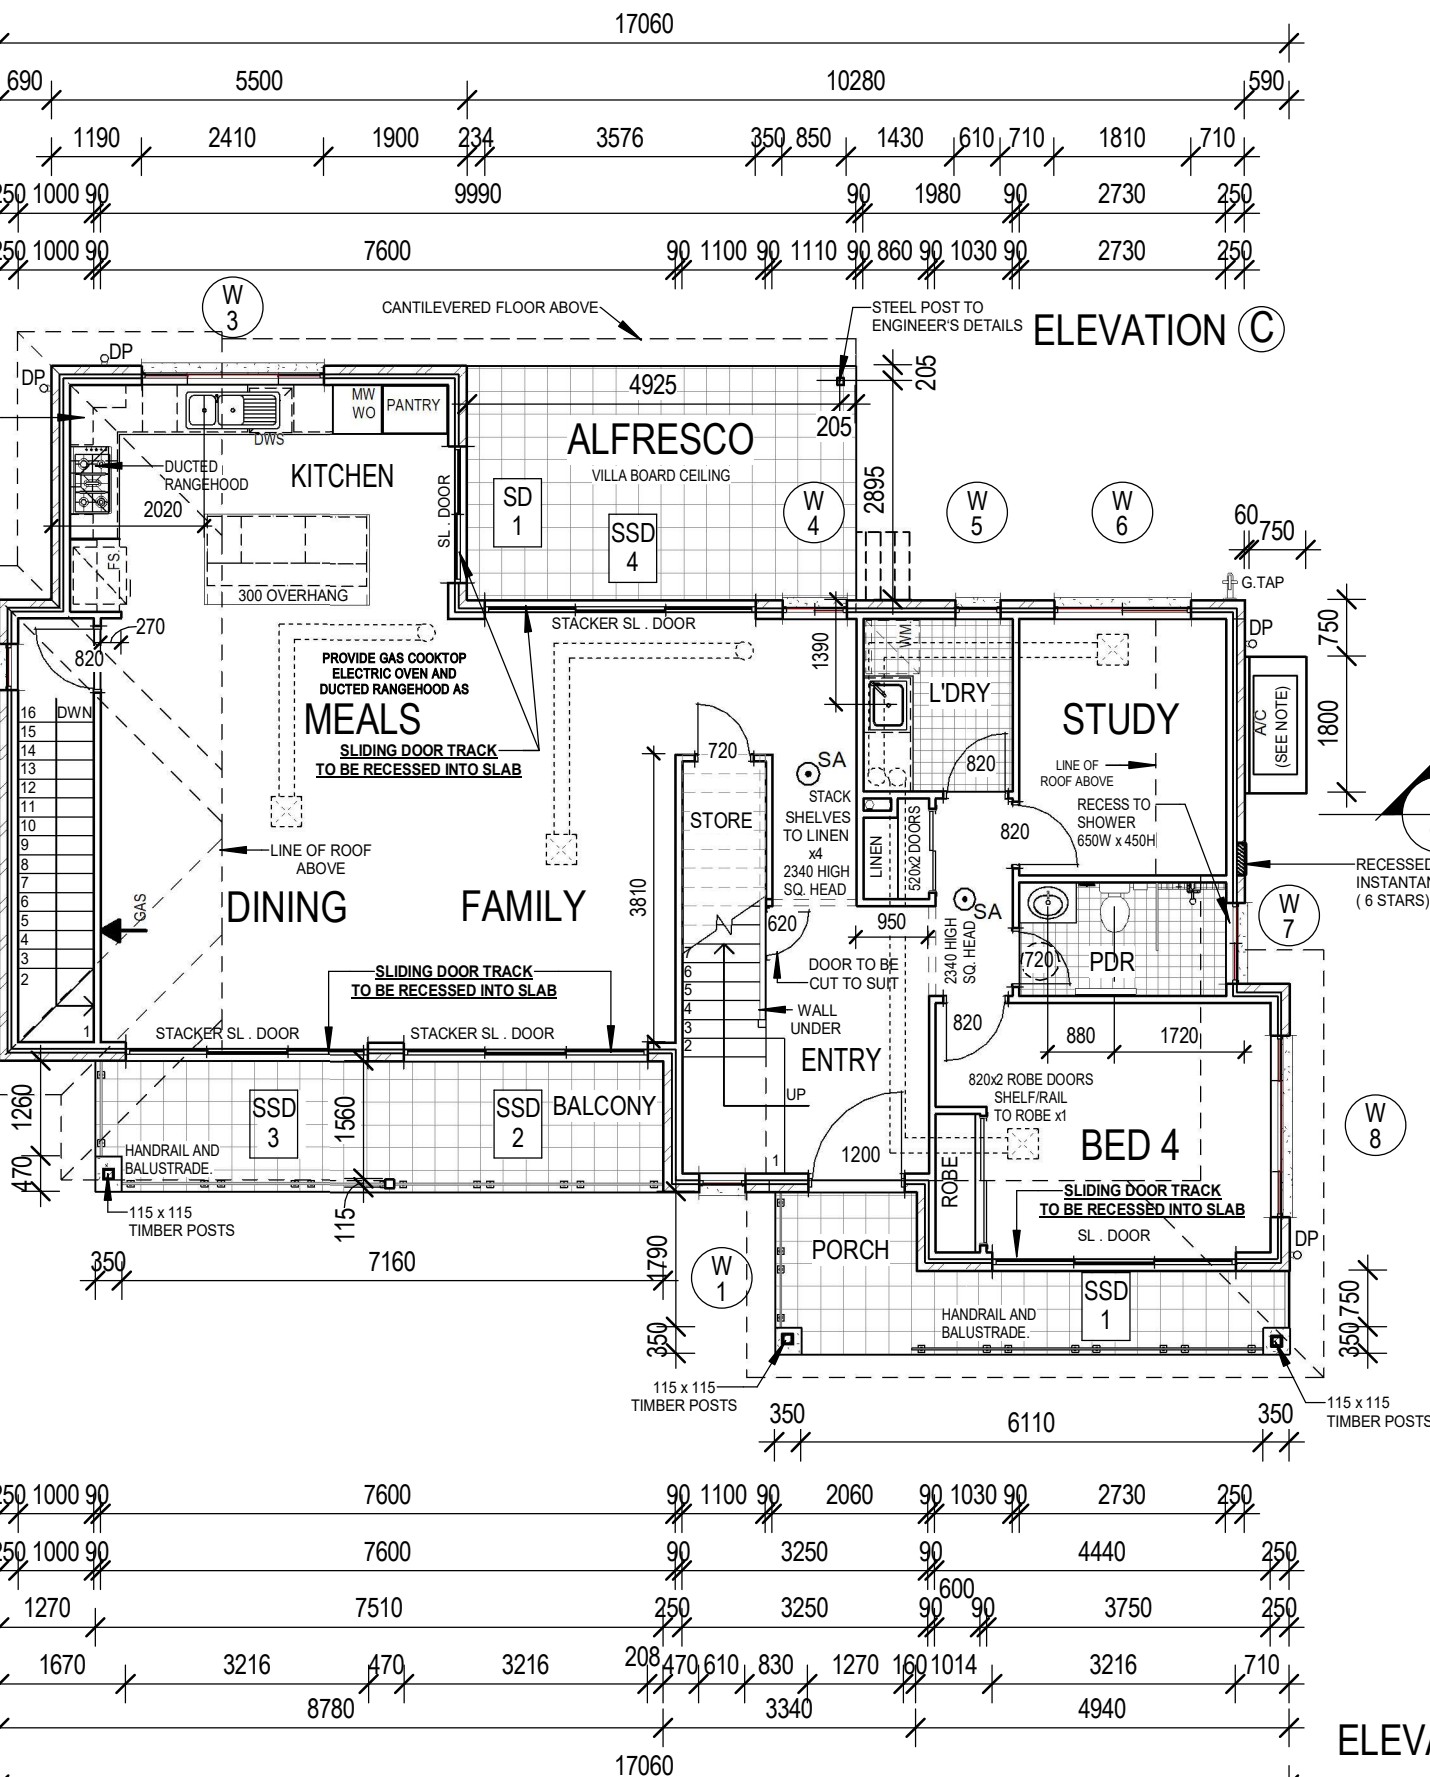 17060
690 5500 10280 590
1190 2410 1900 234 3576 350 850 1430 610 710 1810 710
250 1000 90 9990 90 1980 90 2730 250
250 1000 90 7600 90 1100 90 1110 90 860 90 1030 90 2730 250
W
3
CANTILEVERED FLOOR ABOVE
STEEL POST TO
ENGINEER'S DETAILS
ELEVATION C
DP
DP
MW
WO
PANTRY
DWS
4925
205
205
ALFRESCO
VILLA BOARD CEILING
2895
DUCTED
RANGEHOOD
KITCHEN
2020
SL. DOOR
SD
1
SSD
4
W
4
W
5
W
6
60 750
FS.
300 OVERHANG
G.TAP
STACKER SL . DOOR
270
820
PROVIDE GAS COOKTOP
ELECTRIC OVEN AND
DUCTED RANGEHOOD AS
1390
WM.
DP
750
L'DRY
MEALS
STUDY
16 DWN
15
14
13
12
11
10
9
8
7
6
5
4
3
2
1
SLIDING DOOR TRACK
TO BE RECESSED INTO SLAB
720
SA
820
LINE OF
ROOF ABOVE
A/C
(SEE NOTE)
1800
STORE
STACK
SHELVES
TO LINEN
x4
2340 HIGH
SQ. HEAD
LINEN
520x2 DOORS
820
RECESS TO
SHOWER
650W x 450H
LINE OF ROOF
ABOVE
RECESSED
INSTANTAN
( 6 STARS)
DINING
FAMILY
3810
GAS
620
950
SA
2340 HIGH
SQ. HEAD
W
7
720
PDR
SLIDING DOOR TRACK
TO BE RECESSED INTO SLAB
DOOR TO BE
CUT TO SUIT
7
6
5
4
3
2
1
WALL
UNDER
STACKER SL . DOOR
STACKER SL . DOOR
820
880 1720
ENTRY
1260
470
SSD
3
1560
SSD
2
BALCONY
UP
820x2 ROBE DOORS
SHELF/RAIL
TO ROBE x1
W
8
HANDRAIL AND
BALUSTRADE.
BED 4
1200
ROBE
SLIDING DOOR TRACK
TO BE RECESSED INTO SLAB
SL . DOOR
115 x 115
TIMBER POSTS
115
350 7160
1790
350
W
1
PORCH
DP
HANDRAIL AND
BALUSTRADE.
SSD
1
750
350
115 x 115
TIMBER POSTS
115 x 115
TIMBER POSTS
350 6110 350
250 1000 90 7600 90 1100 90 2060 90 1030 90 2730 250
250 1000 90 7600 90 3250 90 4440 250
1270 7510 250 3250 90 600 90 3750 250
1670 3216 470 3216 208 470 610 830 1270 160 1014 3216 710
8780 3340 4940
ELEVA
17060